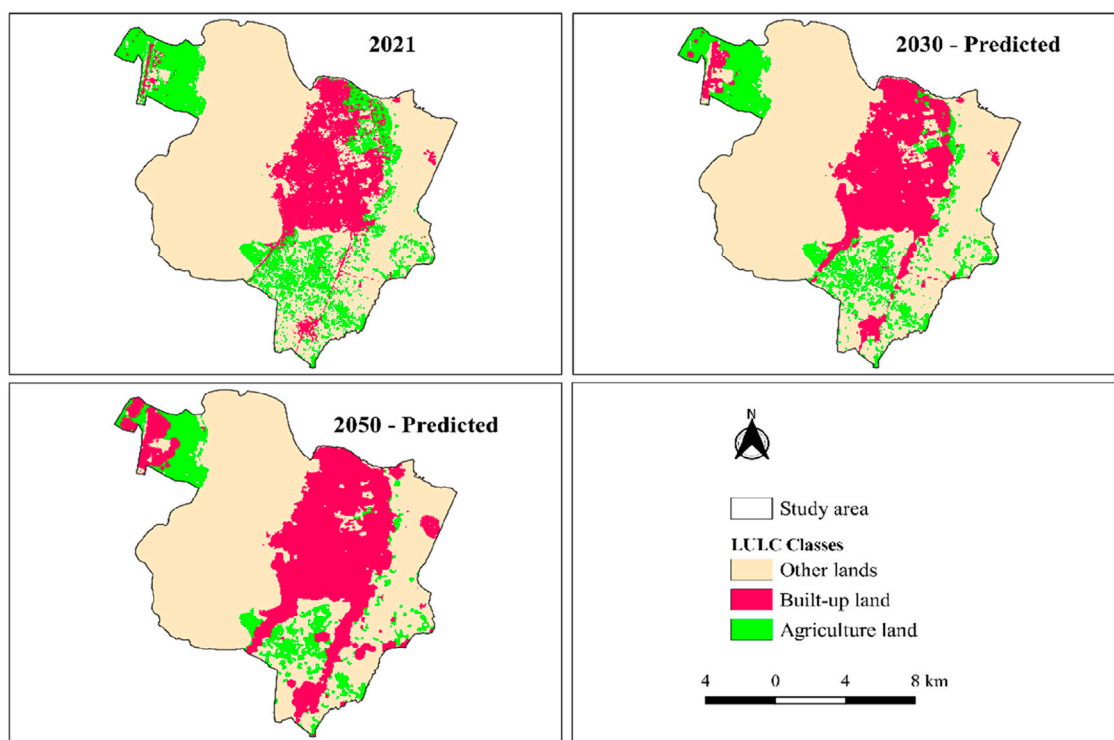 2021
2030 - Predicted
2050 - Predicted
N
Study area
LULC Classes
Other lands
Built-up land
Agriculture land
4 0 4 8 km